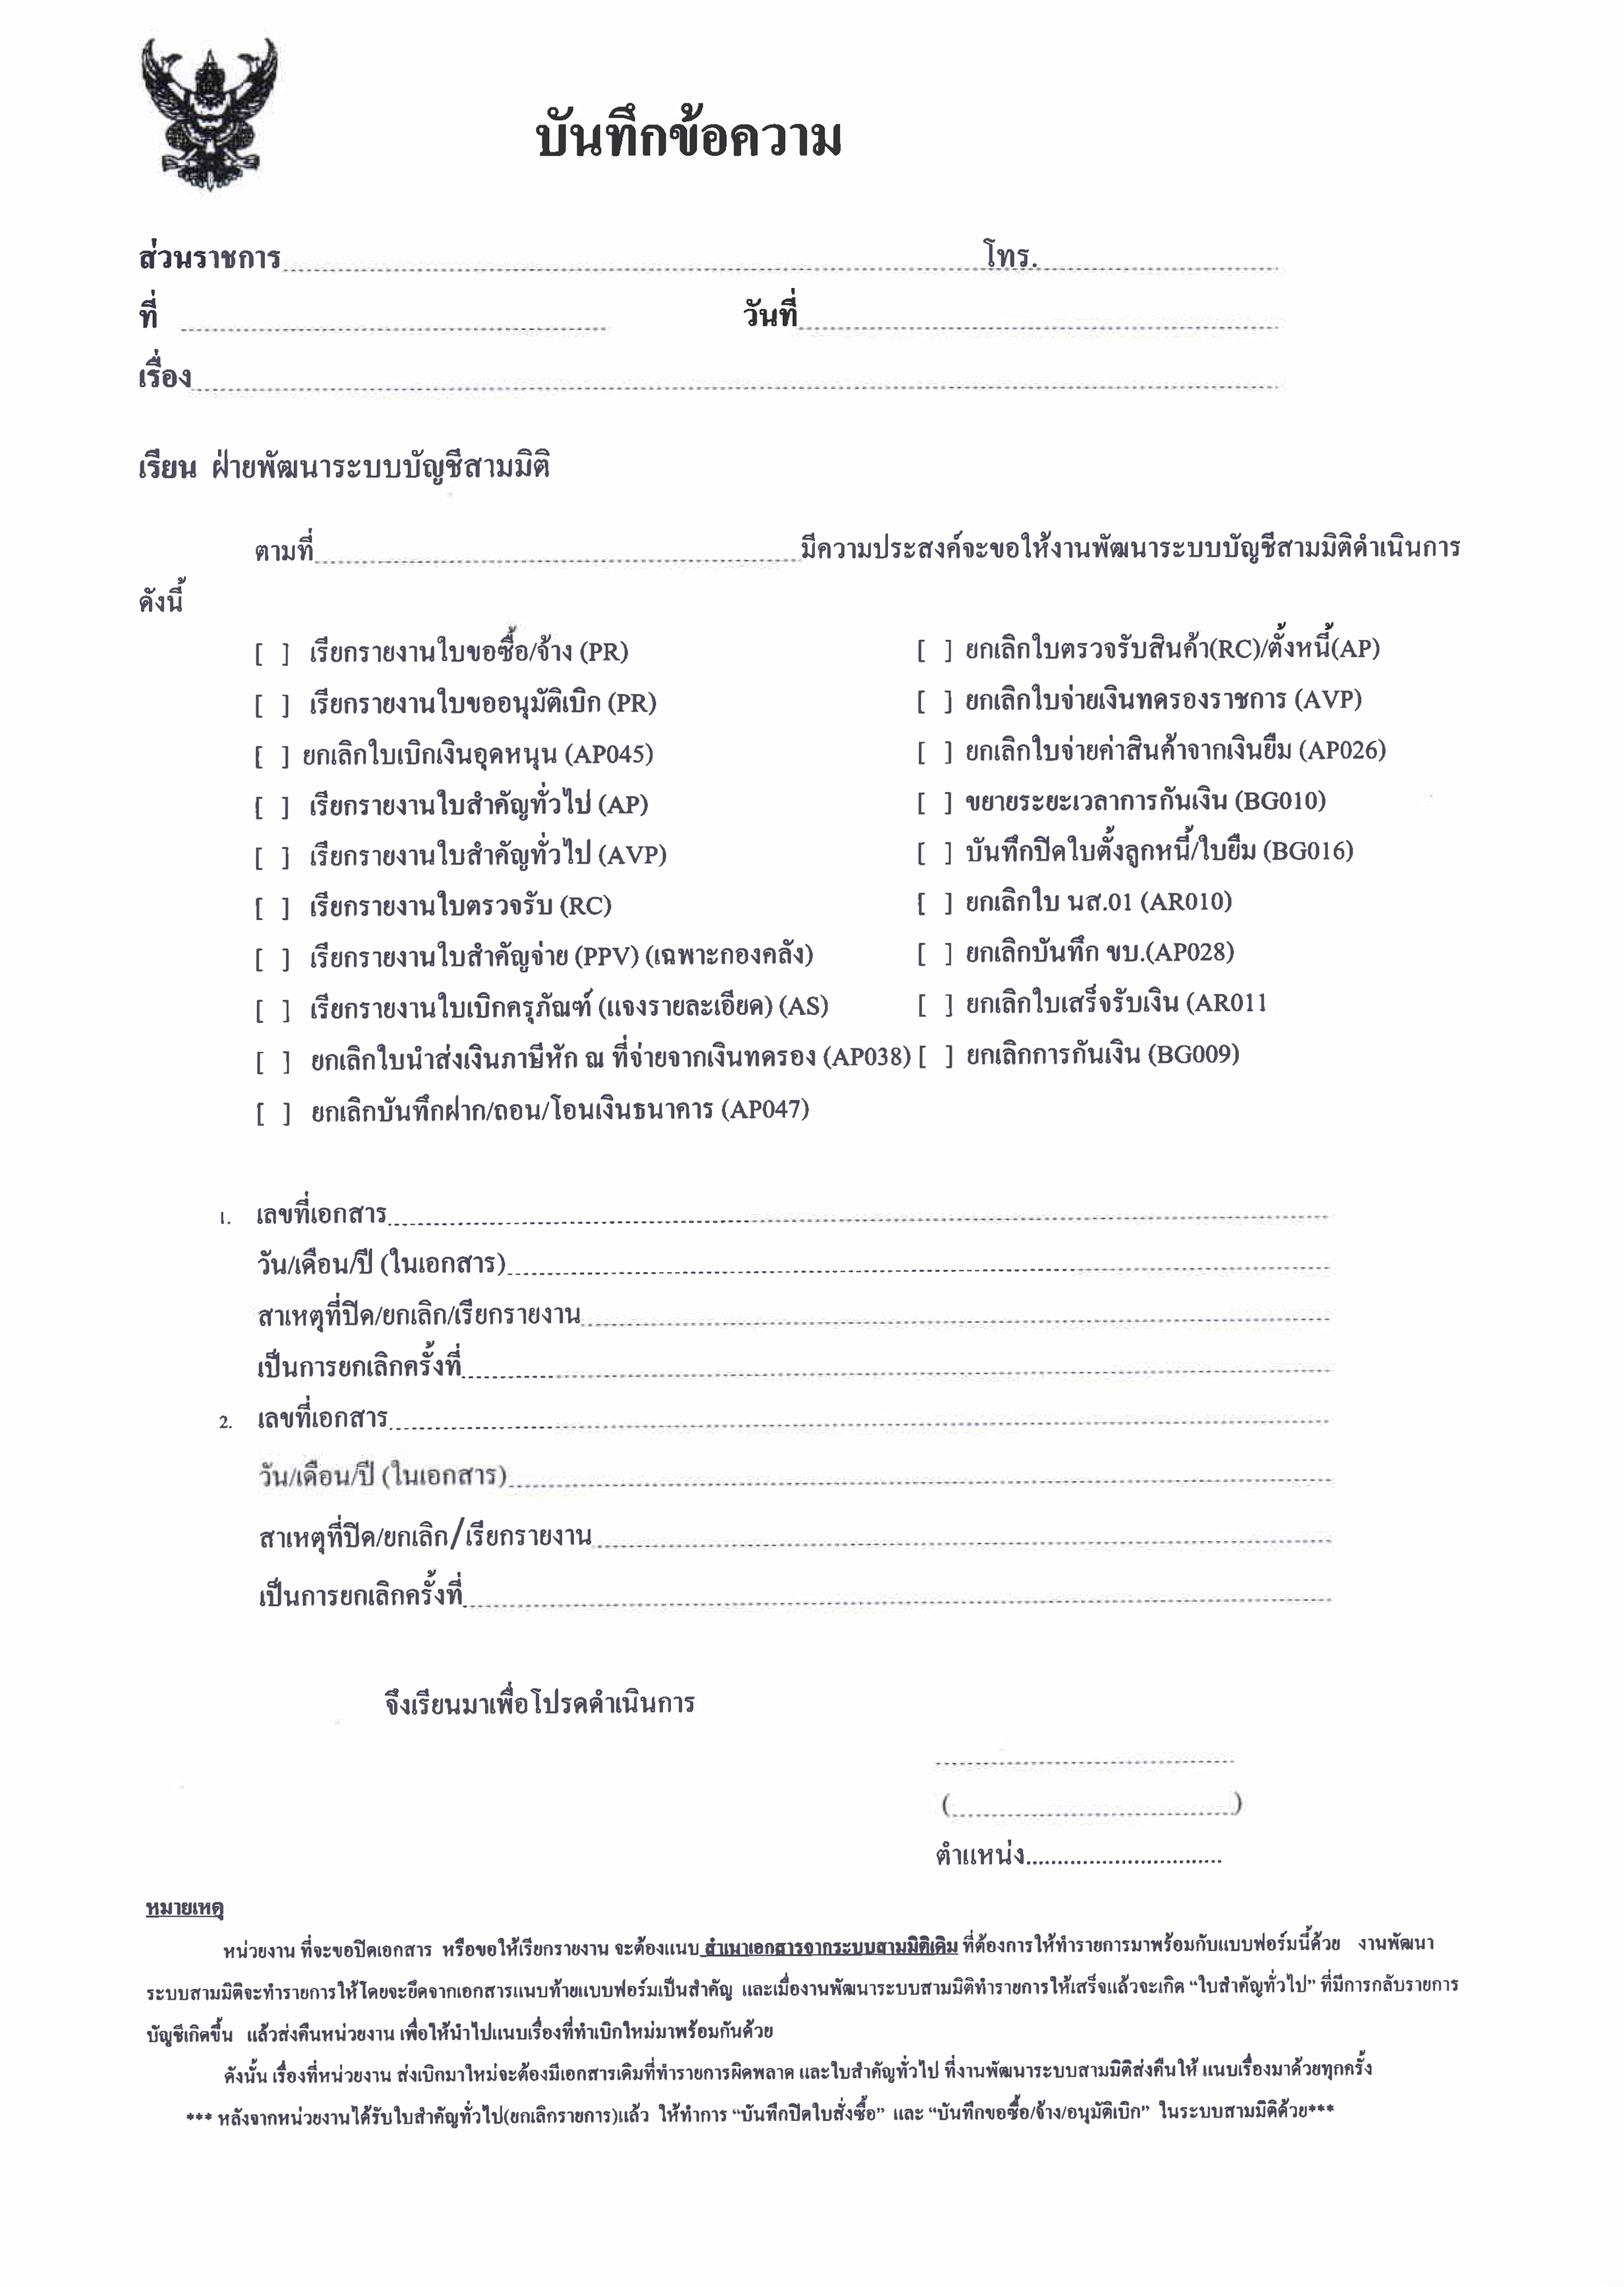 บันทึกข้อความ
ส่วนราชการ โทร.
ที่ วันที่
เรื่อง
เรียน ฝ่ายพัฒนาระบบบัญชีสามมิติ
ตามที่ มีความประสงค์จะขอให้งานพัฒนาระบบบัญชีสามมิติดำเนินการ
ดังนี้
[ ] เรียกรายงานใบขอซื้อ/จ้าง (PR) [ ] ยกเลิกใบตรวจรับสินค้า(RC)/ตั้งหนี้(AP)
[ ] เรียกรายงานใบขออนุมัติเบิก (PR) [ ] ยกเลิกใบจ่ายเงินทดรองราชการ (AVP)
[ ] ยกเลิกใบเบิกเงินอุดหนุน (AP045) [ ] ยกเลิกใบจ่ายค่าสินค้าจากเงินยืม (AP026)
[ ] เรียกรายงานใบสำคัญทั่วไป (AP) [ ] ขยายระยะเวลาการกันเงิน (BG010)
[ ] เรียกรายงานใบสำคัญทั่วไป (AVP) [ ] บันทึกปิดใบตั้งลูกหนี้/ใบยืม (BG016)
[ ] เรียกรายงานใบตรวจรับ (RC) [ ] ยกเลิกใบ นส.01 (AR010)
[ ] เรียกรายงานใบสำคัญจ่าย (PPV) (เฉพาะกองคลัง) [ ] ยกเลิกบันทึก ขบ.(AP028)
[ ] เรียกรายงานใบเบิกครุภัณฑ์ (แจงรายละเอียด) (AS) [ ] ยกเลิกใบเสร็จรับเงิน (AR011
[ ] ยกเลิกใบนำส่งเงินภาษีหัก ณ ที่จ่ายจากเงินทดรอง (AP038) [ ] ยกเลิกการกันเงิน (BG009)
[ ] ยกเลิกบันทึกฝาก/ถอน/โอนเงินธนาคาร (AP047)
1. เลขที่เอกสาร
วัน/เดือน/ปี (ในเอกสาร)
สาเหตุที่ปิด/ยกเลิก/เรียกรายงาน
เป็นการยกเลิกครั้งที่
2. เลขที่เอกสาร
วัน/เดือน/ปี (ในเอกสาร)
สาเหตุที่ปิด/ยกเลิก/เรียกรายงาน
เป็นการยกเลิกครั้งที่
จึงเรียนมาเพื่อโปรดดำเนินการ
( )
ตำแหน่ง
หมายเหตุ
หน่วยงาน ที่จะขอปิดเอกสาร หรือขอให้เรียกรายงาน จะต้องแนบ สำเนาเอกสารจากระบบสามมิติเดิม ที่ต้องการให้ทำรายการมาพร้อมกับแบบฟอร์มนี้ด้วย งานพัฒนา
ระบบสามมิติจะทำรายการให้โดยจะยึดจากเอกสารแนบท้ายแบบฟอร์มเป็นสำคัญ และเมื่องานพัฒนาระบบสามมิติทำรายการให้เสร็จแล้วจะเกิด “ใบสำคัญทั่วไป” ที่มีการกลับรายการ
บัญชีเกิดขึ้น แล้วส่งคืนหน่วยงาน เพื่อให้นำไปแนบเรื่องที่ทำเบิกใหม่มาพร้อมกันด้วย
ดังนั้น เรื่องที่หน่วยงาน ส่งเบิกมาใหม่จะต้องมีเอกสารเดิมที่ทำรายการผิดพลาด และใบสำคัญทั่วไป ที่งานพัฒนาระบบสามมิติส่งคืนให้ แนบเรื่องมาด้วยทุกครั้ง
*** หลังจากหน่วยงานได้รับใบสำคัญทั่วไป(ยกเลิกรายการ)แล้ว ให้ทำการ “บันทึกปิดใบสั่งซื้อ” และ “บันทึกขอซื้อ/จ้าง/อนุมัติเบิก” ในระบบสามมิติด้วย***